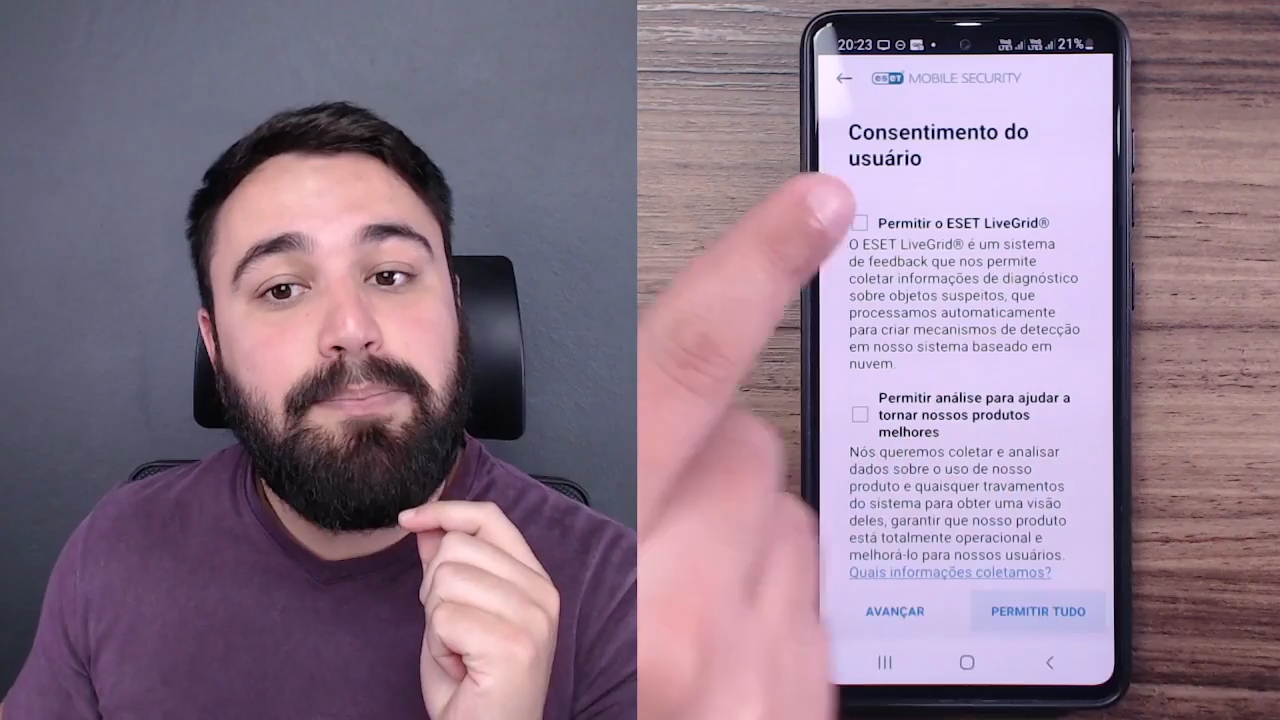 20:23
21%
eset MOBILE SECURITY
Consentimento do
usuário
Permitir o ESET LiveGrid®
O ESET LiveGrid® é um sistema
de feedback que nos permite
coletar informações de diagnóstico
sobre objetos suspeitos, que
processamos automaticamente
para criar mecanismos de detecção
em nosso sistema baseado em
nuvem.
Permitir análise para ajudar a
tornar nossos produtos
melhores
Nós queremos coletar e analisar
dados sobre o uso de nosso
produto e quaisquer travamentos
do sistema para obter uma visão
deles, garantir que nosso produto
está totalmente operacional e
melhorá-lo para nossos usuários.
Quais informações coletamos?
AVANÇAR
PERMITIR TUDO